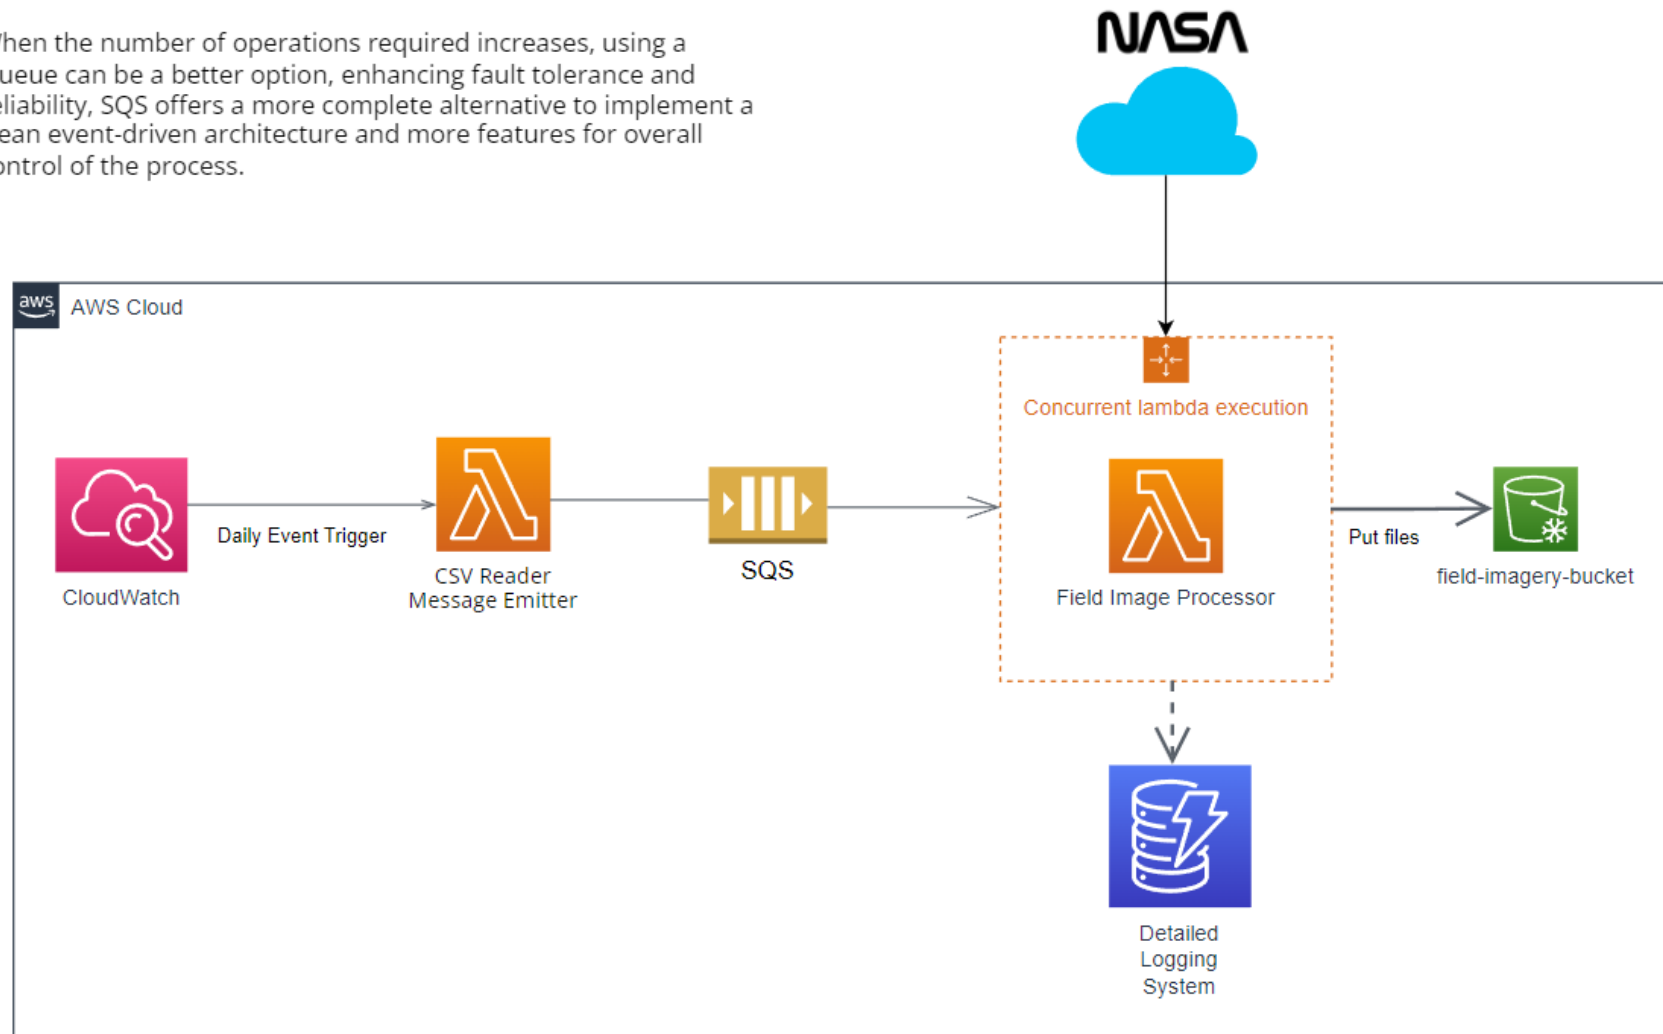 hen the number of operations required increases, using a
ueue can be a better option, enhancing fault tolerance and
eliability, SQS offers a more complete alternative to implement a
ean event-driven architecture and more features for overall
ontrol of the process.
NASA
aws
AWS Cloud
Concurrent lambda execution
Daily Event Trigger
CloudWatch
CSV Reader
Message Emitter
SQS
Field Image Processor
Put files
field-imagery-bucket
Detailed
Logging
System